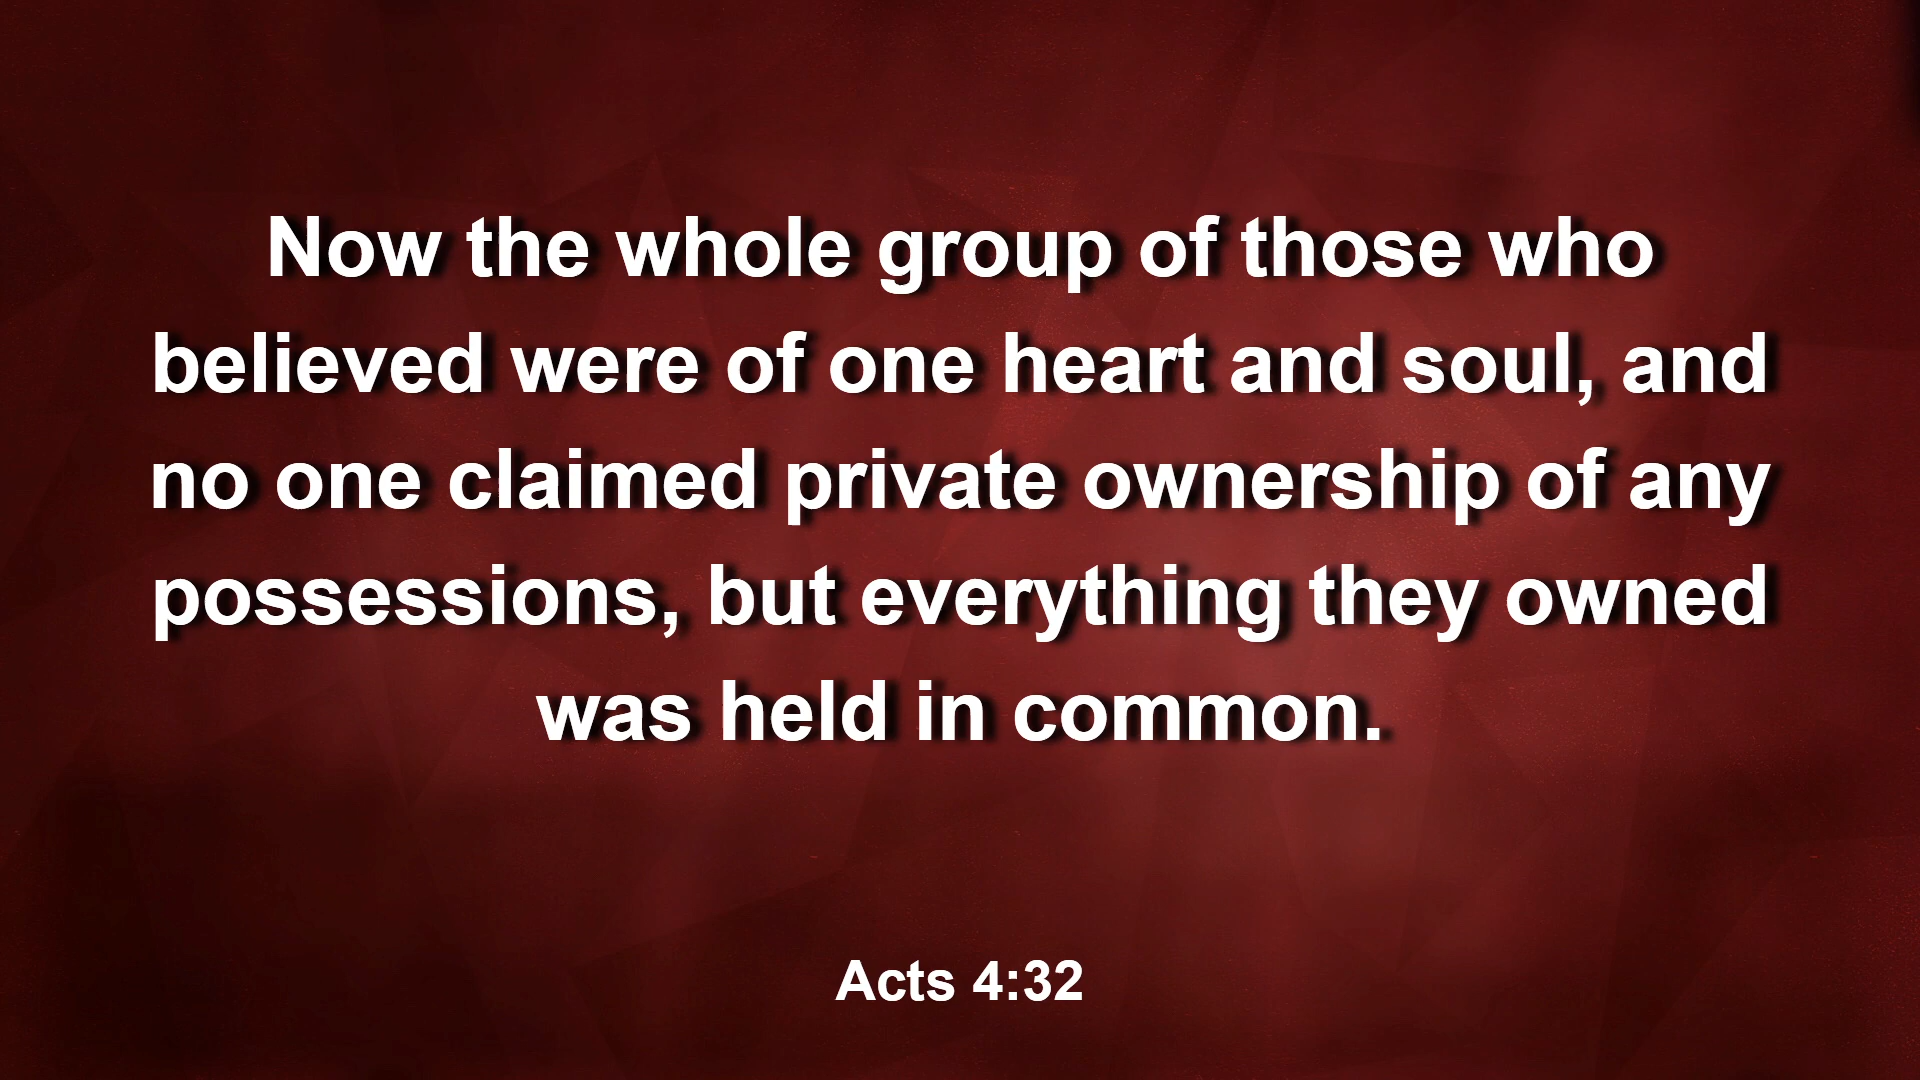 Now the whole group of those who
believed were of one heart and soul, and
no one claimed private ownership of any
possessions, but everything they owned
was held in common.
Acts 4:32